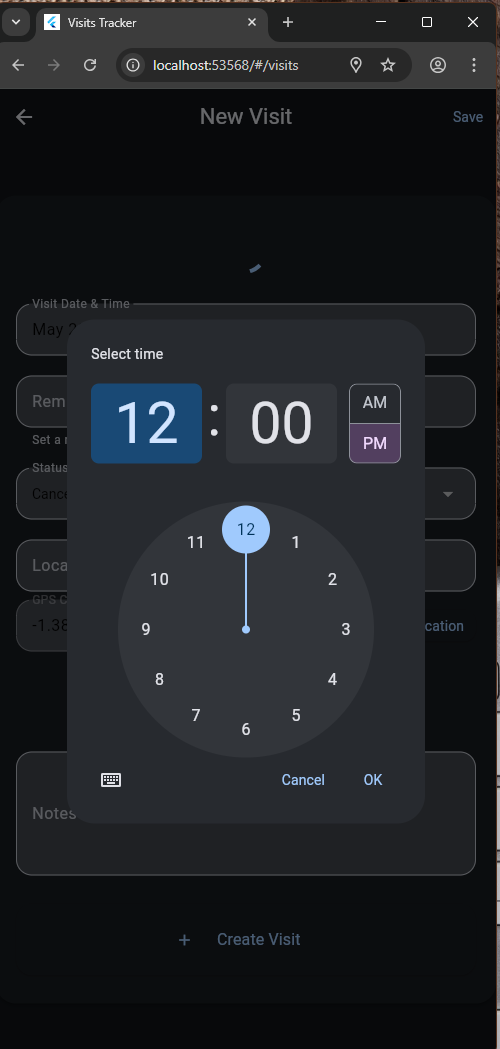 Visits Tracker
localhost:53568/#/visits
New Visit
Save
Visit Date & Time
May 2
Rem
Set a r
Status
Cance
Loca
GPS C
-1.38
cation
Select time
12 : 00
AM
PM
12
1
2
3
4
5
6
7
8
9
10
11
Cancel
OK
Notes
+ Create Visit